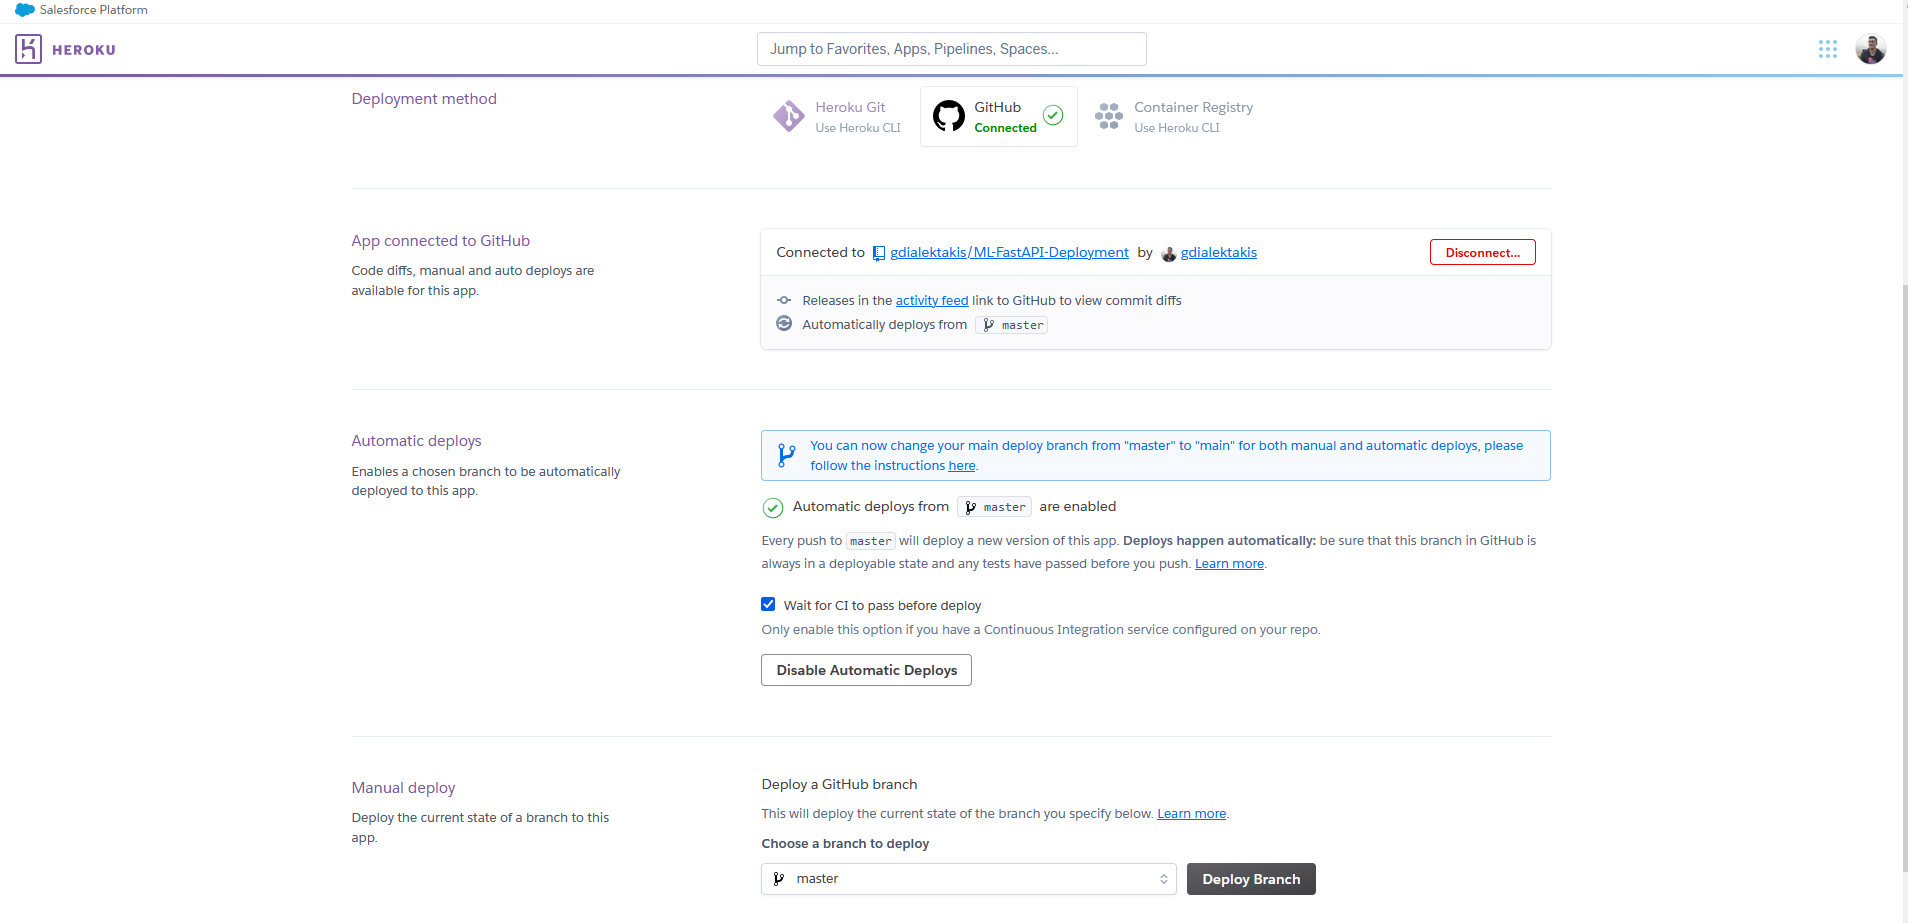 Salesforce Platform
HEROKU
Jump to Favorites, Apps, Pipelines, Spaces...
Deployment method
Heroku Git
Use Heroku CLI
GitHub
Connected
Container Registry
Use Heroku CLI
App connected to GitHub
Code diffs, manual and auto deploys are
available for this app.
Connected to gdialektakis/ML-FastAPI-Deployment by gdialektakis
Disconnect...
Releases in the activity feed link to GitHub to view commit diffs
Automatically deploys from master
Automatic deploys
Enables a chosen branch to be automatically
deployed to this app.
You can now change your main deploy branch from "master" to "main" for both manual and automatic deploys, please
follow the instructions here.
Automatic deploys from master are enabled
Every push to master will deploy a new version of this app. Deploys happen automatically: be sure that this branch in GitHub is
always in a deployable state and any tests have passed before you push. Learn more.
Wait for CI to pass before deploy
Only enable this option if you have a Continuous Integration service configured on your repo.
Disable Automatic Deploys
Manual deploy
Deploy the current state of a branch to this
app.
Deploy a GitHub branch
This will deploy the current state of the branch you specify below. Learn more.
Choose a branch to deploy
master
Deploy Branch